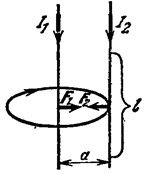 I₁ I₂
F₁ F₂
l
a